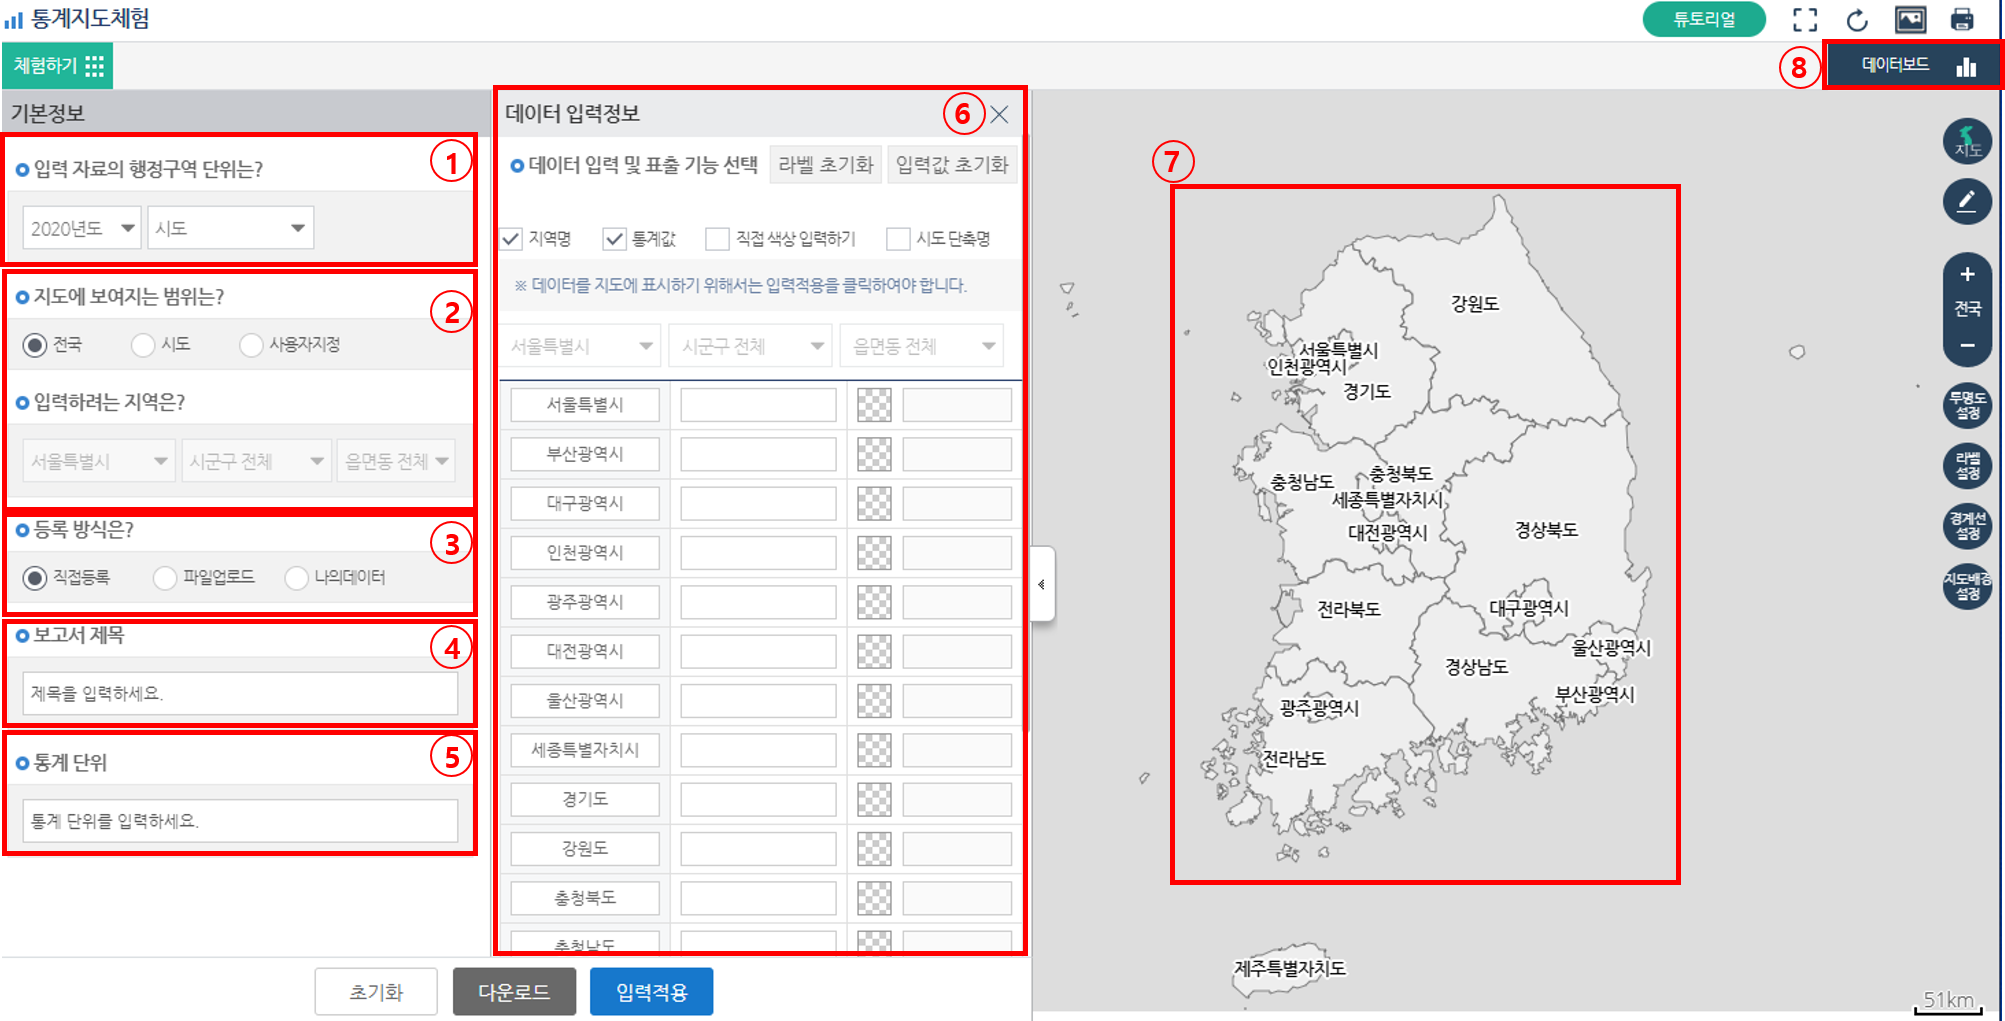 통계지도체험
튜토리얼
체험하기
⑧
데이터보드
기본정보
① 입력 자료의 행정구역 단위는?
2020년도
시도
② 지도에 보여지는 범위는?
전국
시도
사용자지정
입력하려는 지역은?
서울특별시
시군구 전체
읍면동 전체
③ 등록 방식은?
직접등록
파일업로드
나의데이터
④ 보고서 제목
제목을 입력하세요.
⑤ 통계 단위
통계 단위를 입력하세요.
데이터 입력정보
⑥
데이터 입력 및 표출 기능 선택
라벨 초기화
입력값 초기화
지역명
통계값
직접 색상 입력하기
시도 단축명
※ 데이터를 지도에 표시하기 위해서는 입력적용을 클릭하여야 합니다.
서울특별시
시군구 전체
읍면동 전체
서울특별시
부산광역시
대구광역시
인천광역시
광주광역시
대전광역시
울산광역시
세종특별자치시
경기도
강원도
충청북도
충청남도
초기화
다운로드
입력적용
⑦
강원도
서울특별시
인천광역시
경기도
충청북도
충청남도
세종특별자치시
대전광역시
경상북도
전라북도
대구광역시
울산광역시
경상남도
부산광역시
광주광역시
전라남도
제주특별자치도
지도
+
전국
−
투명도
설정
라벨
설정
경계선
설정
지도배경
설정
51km